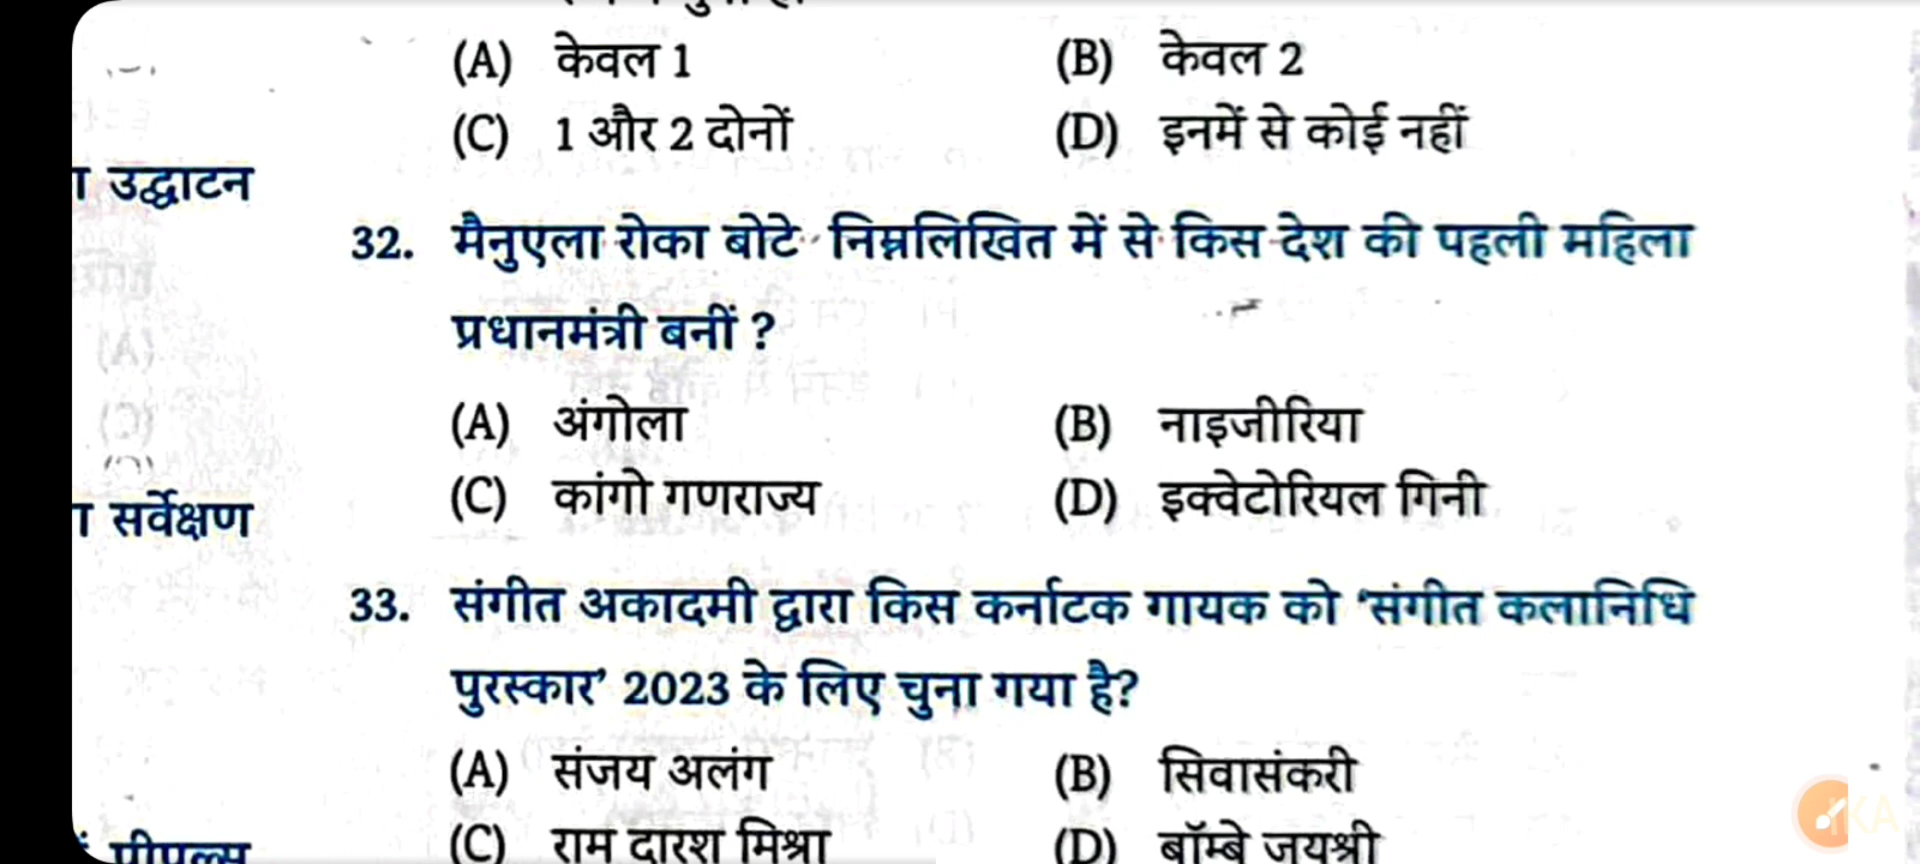 (A) केवल 1 (B) केवल 2
(C) 1 और 2 दोनों (D) इनमें से कोई नहीं
उद्घाटन
32. मैनुएला रोका बोटे निम्नलिखित में से किस देश की पहली महिला
प्रधानमंत्री बनीं ?
(A) अंगोला (B) नाइजीरिया
(C) कांगो गणराज्य (D) इक्वेटोरियल गिनी
सर्वेक्षण
33. संगीत अकादमी द्वारा किस कर्नाटक गायक को 'संगीत कलानिधि
पुरस्कार' 2023 के लिए चुना गया है?
(A) संजय अलंग (B) सिवासंकरी
(C) राम दारश मिश्रा (D) बॉम्बे जयश्री
पीपल्स